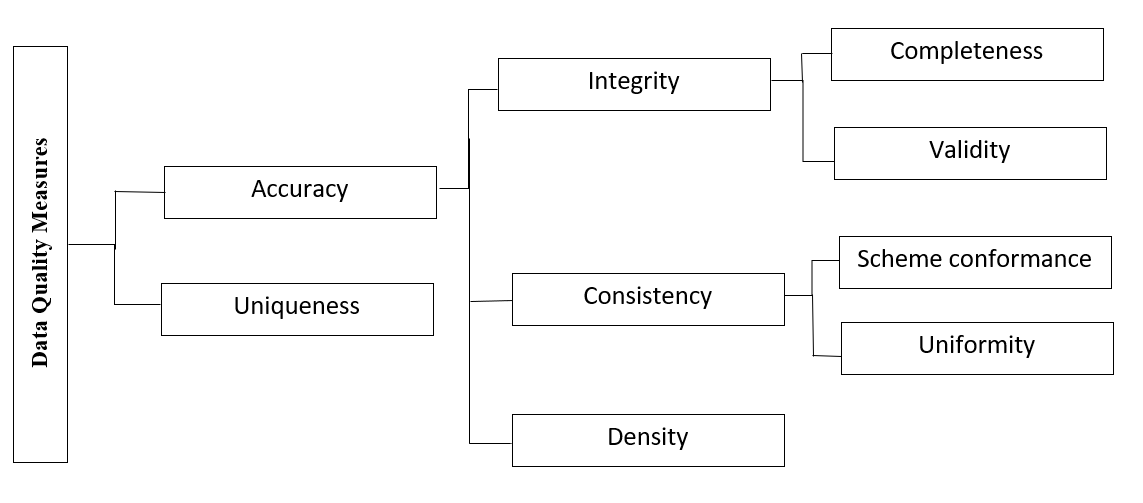 Data Quality Measures
Accuracy
Uniqueness
Integrity
Consistency
Density
Completeness
Validity
Scheme conformance
Uniformity